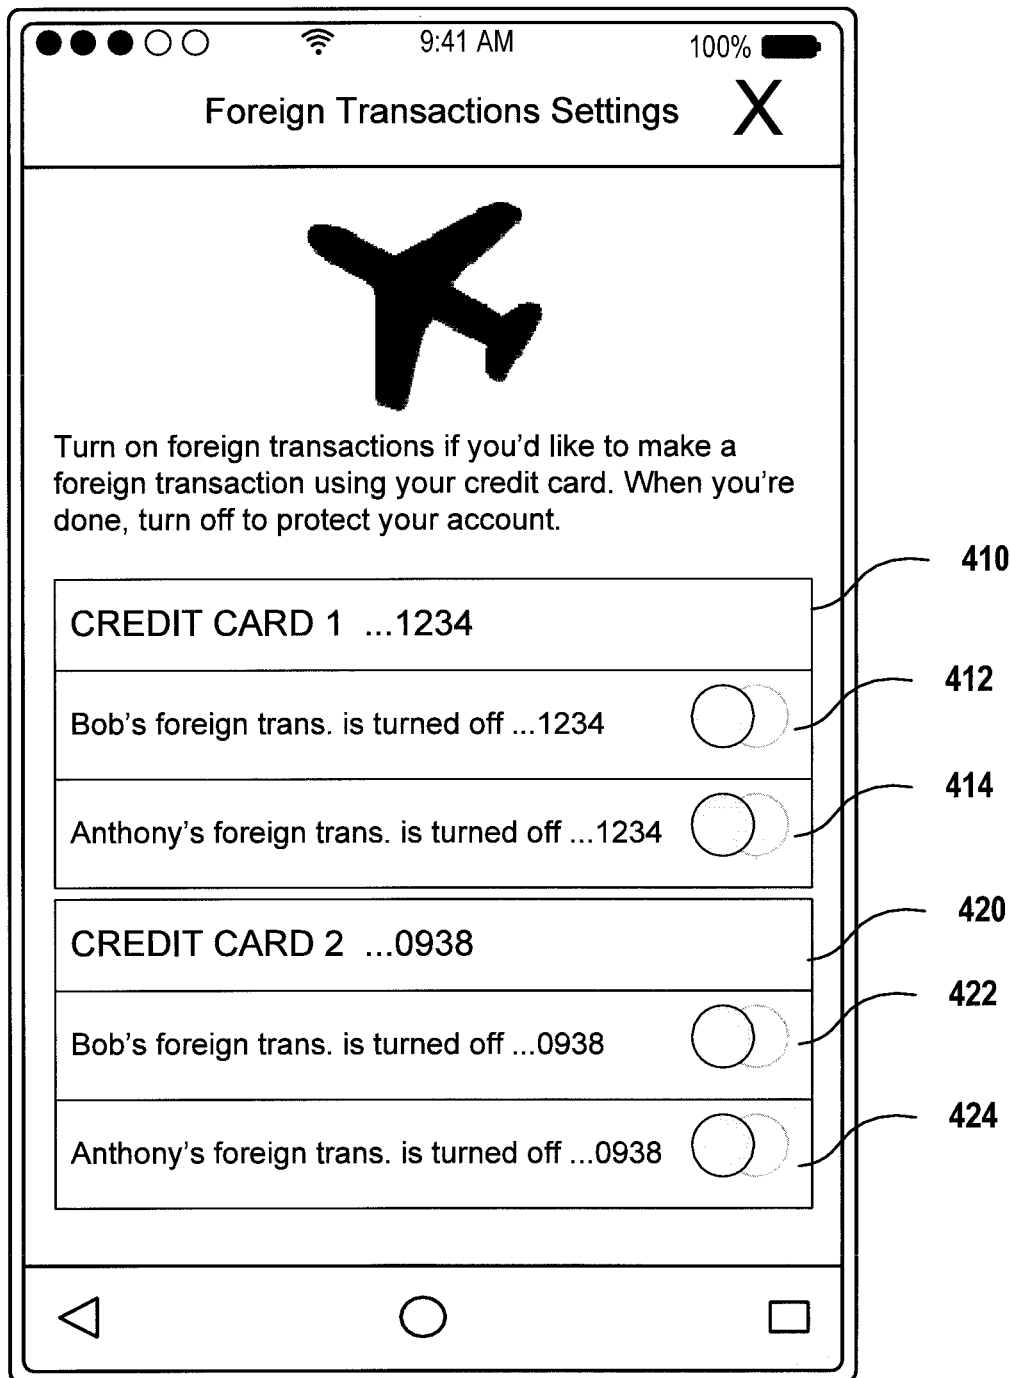 9:41 AM 100%
Foreign Transactions Settings X
Turn on foreign transactions if you'd like to make a
foreign transaction using your credit card. When you're
done, turn off to protect your account.
410
CREDIT CARD 1 ...1234
412
Bob's foreign trans. is turned off ...1234
414
Anthony's foreign trans. is turned off ...1234
420
CREDIT CARD 2 ...0938
422
Bob's foreign trans. is turned off ...0938
424
Anthony's foreign trans. is turned off ...0938